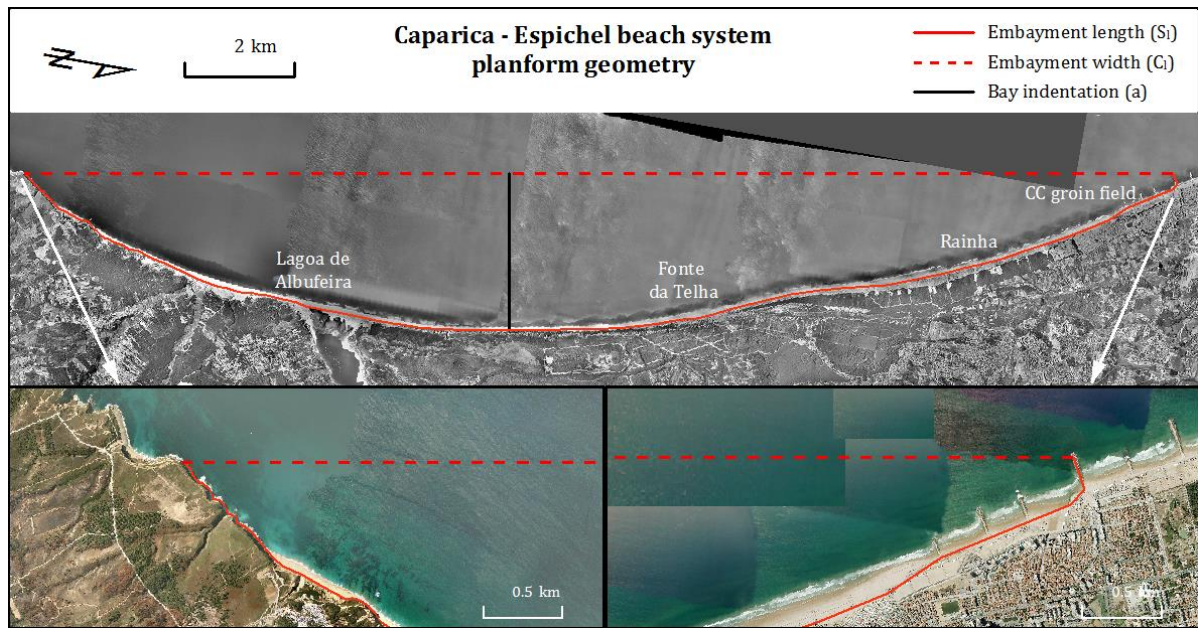 N
2 km
Caparica - Espichel beach system
planform geometry
Embayment length (Sl)
Embayment width (Cl)
Bay indentation (a)
CC groin field
Rainha
Lagoa de
Albufeira
Fonte
da Telha
0.5 km
0.5 km